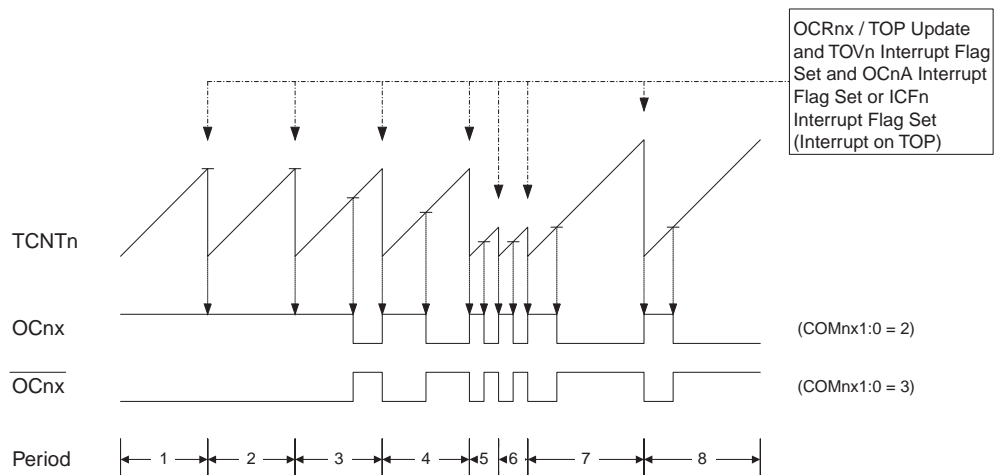 OCRnx / TOP Update
and TOVn Interrupt Flag
Set and OCnA Interrupt
Flag Set or ICFn
Interrupt Flag Set
(Interrupt on TOP)
TCNTn
OCnx
(COMnx1:0 = 2)
OCnx
(COMnx1:0 = 3)
Period
1
2
3
4
5
6
7
8